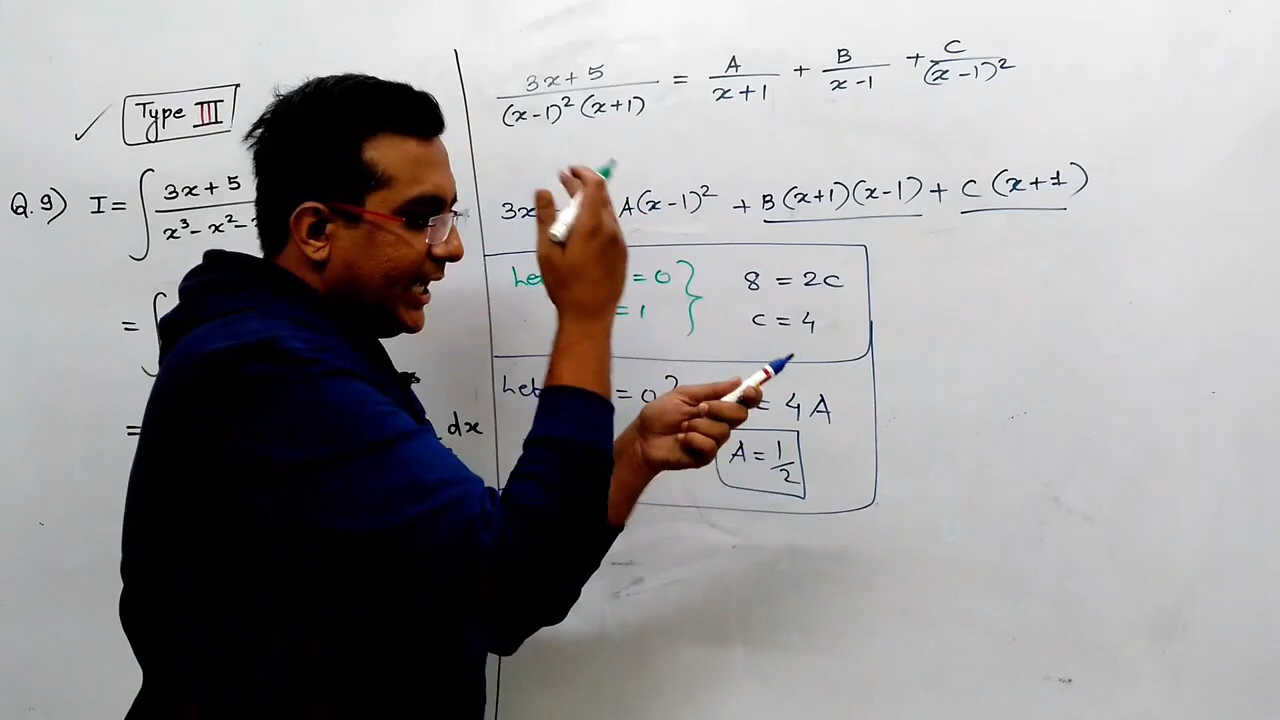 Type III
Q.9) I = ∫ 3x + 5
x³ - x² -
= ∫
= dx
3x + 5 / (x-1)² (x+1) = A / x+1 + B / x-1 + C / (x-1)²
3x A(x-1)² + B(x+1)(x-1) + C(x+1)
Let = 0 } 8 = 2C
= 1 C = 4
Let = 0 = 4A
A = 1/2